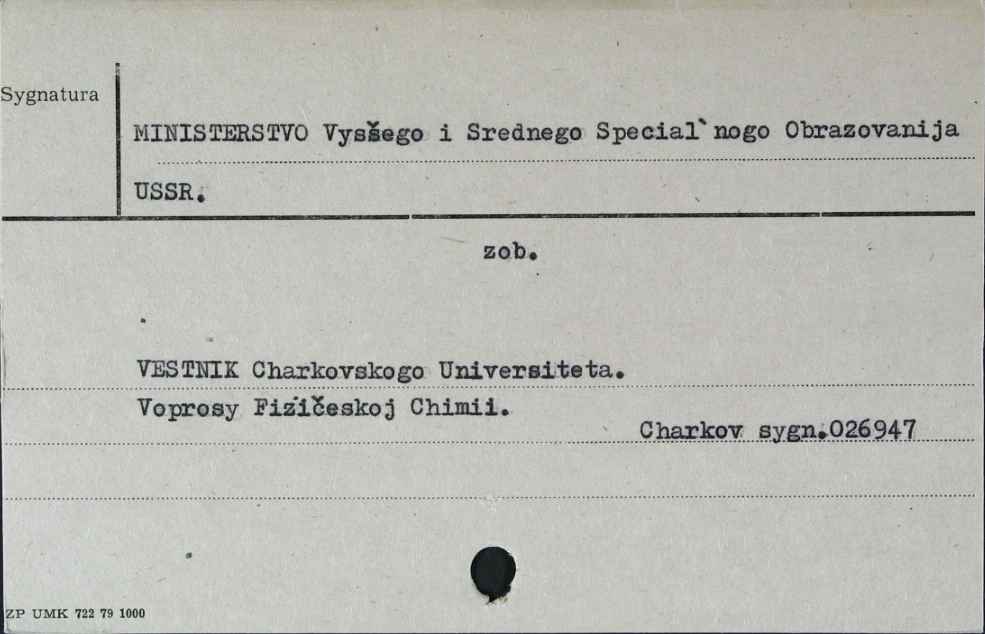 Sygnatura
MINISTERSTVO Vysšego i Srednego Special`nogo Obrazovanija
USSR.
zob.
VESTNIK Charkovskogo Universiteta.
Voprosy Fizičeskoj Chimii.
Charkov sygn.026947
ZP UMK 722 79 1000